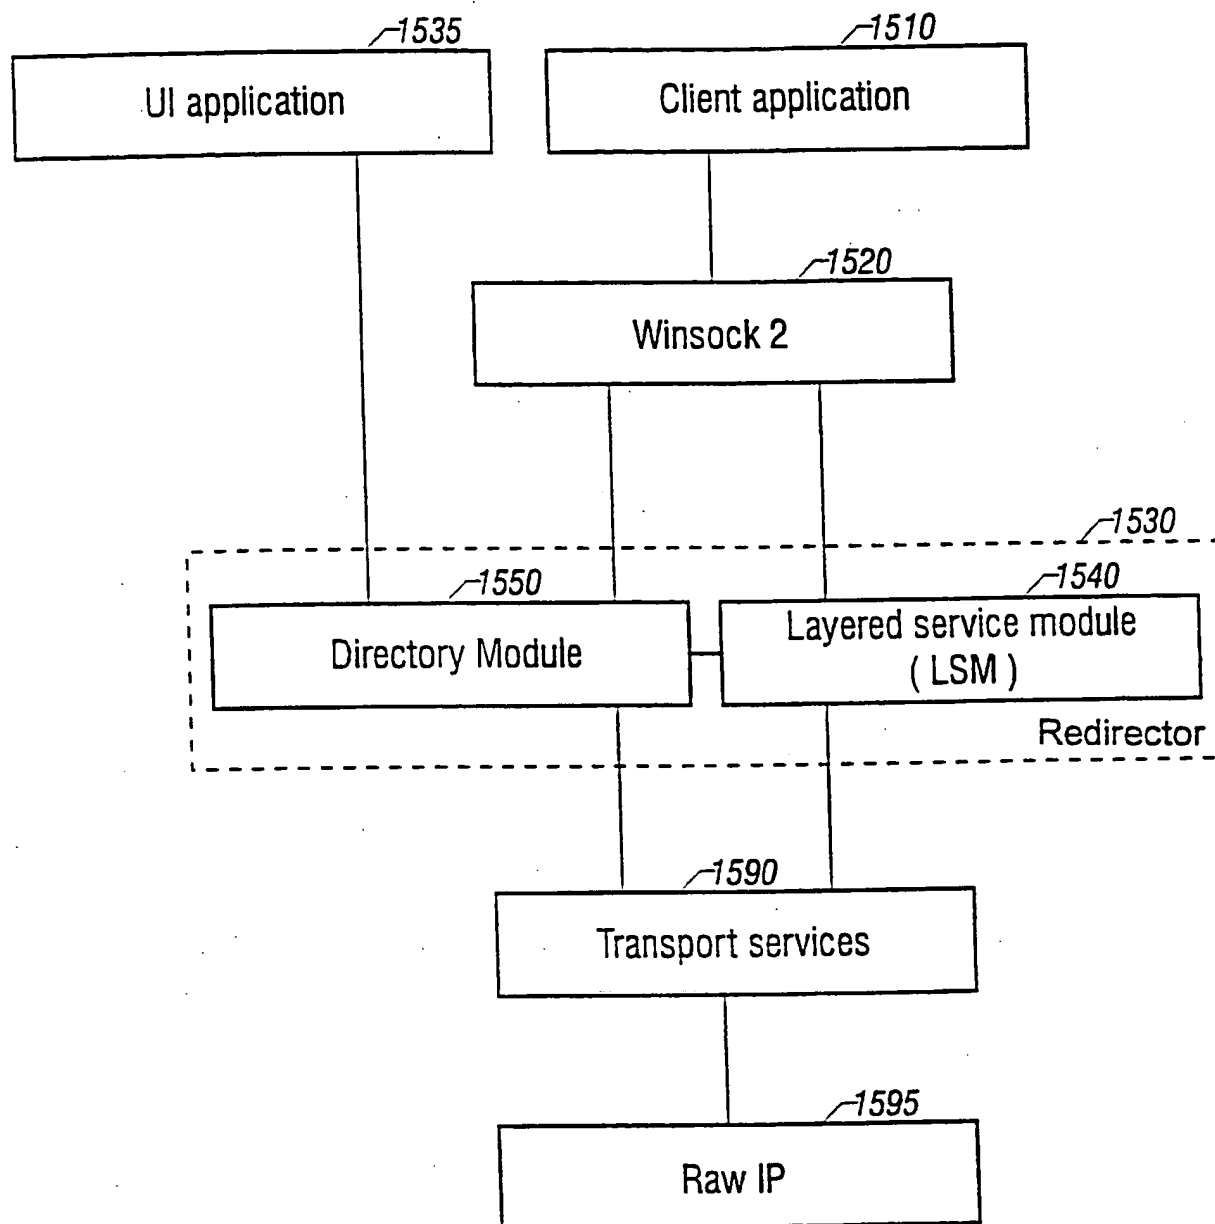 1535
UI application
1510
Client application
1520
Winsock 2
1530
1550
Directory Module
1540
Layered service module
( LSM )
Redirector
1590
Transport services
1595
Raw IP